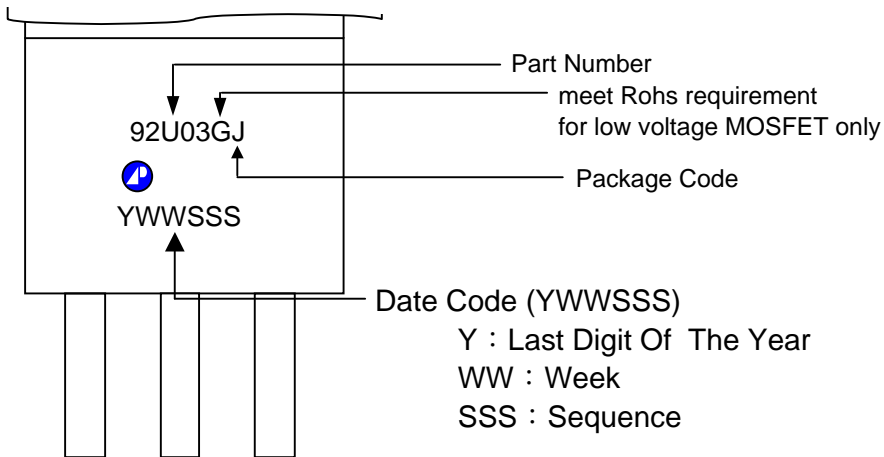 Part Number
meet Rohs requirement
for low voltage MOSFET only
92U03GJ
Package Code
AP
YWWSSS
Date Code (YWWSSS)
Y：Last Digit Of The Year
WW：Week
SSS：Sequence